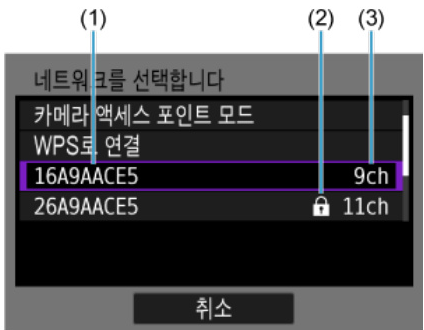 (1) (2) (3)
네트워크를 선택합니다
카메라 액세스 포인트 모드
WPS로 연결
16A9AACE5 9ch
26A9AACE5 11ch
취소